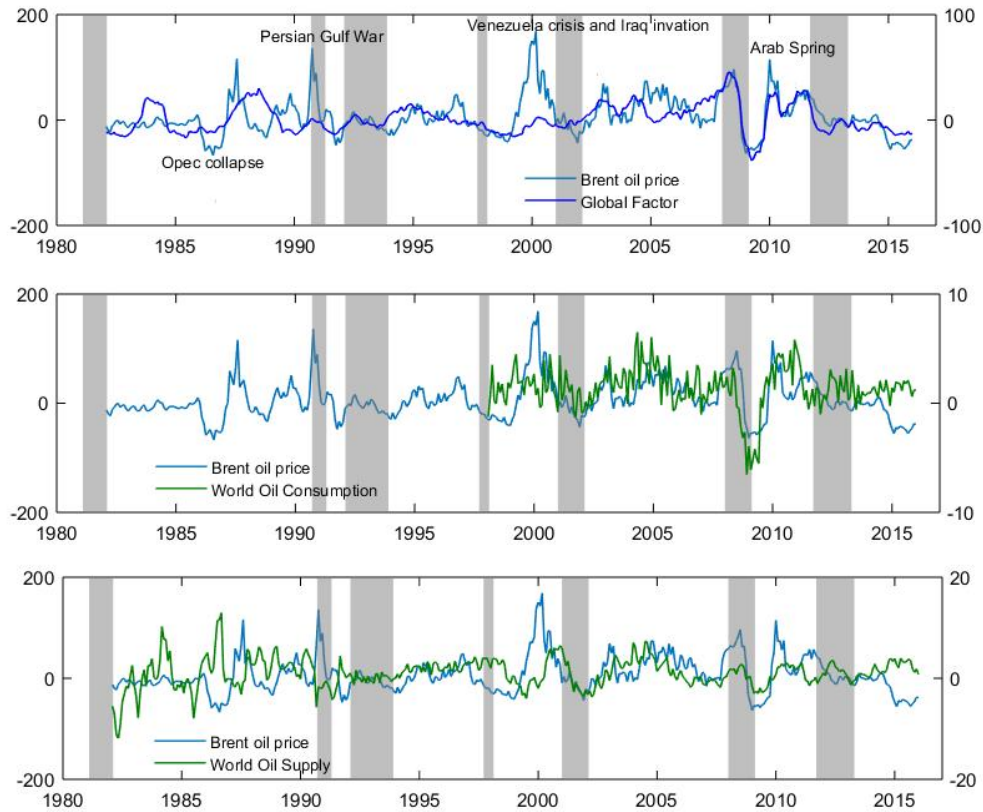 200 100
Venezuela crisis and Iraq invation
Persian Gulf War
Arab Spring
0 0
Opec collapse
Brent oil price
Global Factor
-200 -100
1980 1985 1990 1995 2000 2005 2010 2015
200 10
0 0
Brent oil price
World Oil Consumption
-200 -10
1980 1985 1990 1995 2000 2005 2010 2015
200 20
0 0
Brent oil price
World Oil Supply
-200 -20
1980 1985 1990 1995 2000 2005 2010 2015